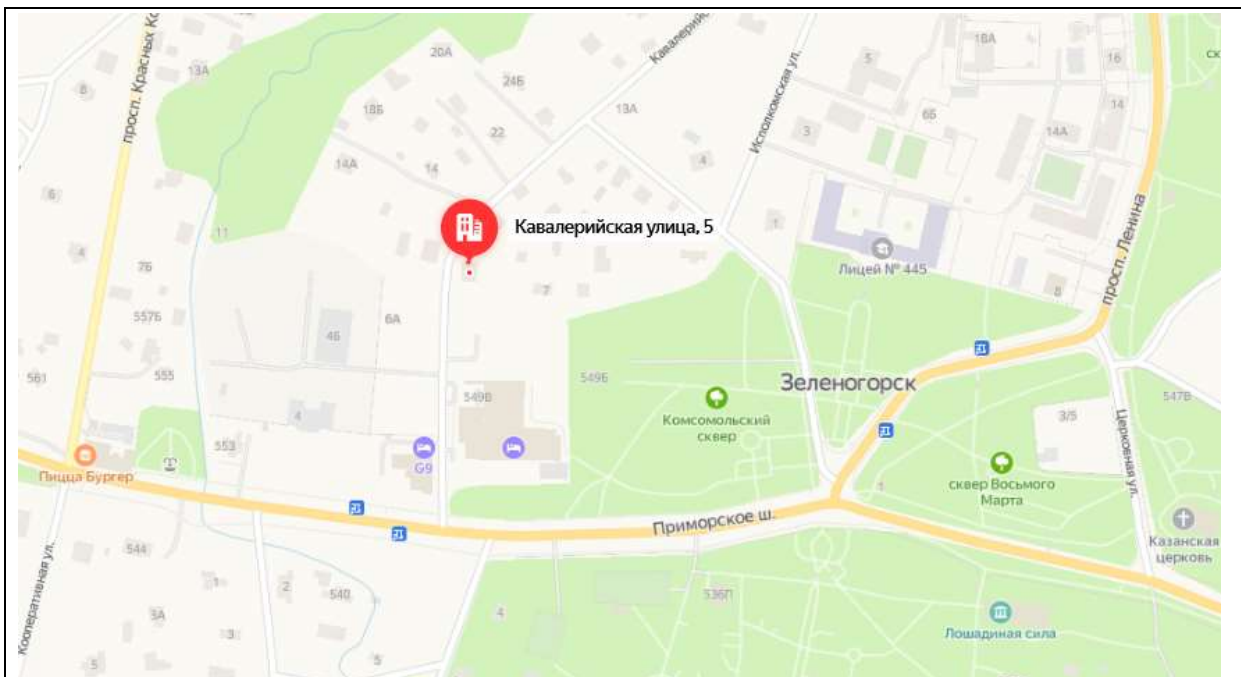 просп. Красных Ко
20А
Кавалерийс
Исполкомская ул.
18А
16
ск
13А
8
24Б
5
14
18Б
13А
6Б
22
3
14А
14А
14
4
6
просп. Ленина
11
Кавалерийская улица, 5
1
4
7Б
Лицей № 445
7
8
557Б
6А
4Б
561
555
549Б
Зеленогорск
549В
547В
4
Комсомольский
сквер
3/5
Церковная ул.
553
G9
Пицца Бургер
сквер Восьмого
Марта
1
Приморское ш.
Казанская
церковь
Кооперативная ул.
544
1
2
540
536П
3А
3
4
Лошадиная сила
5
5